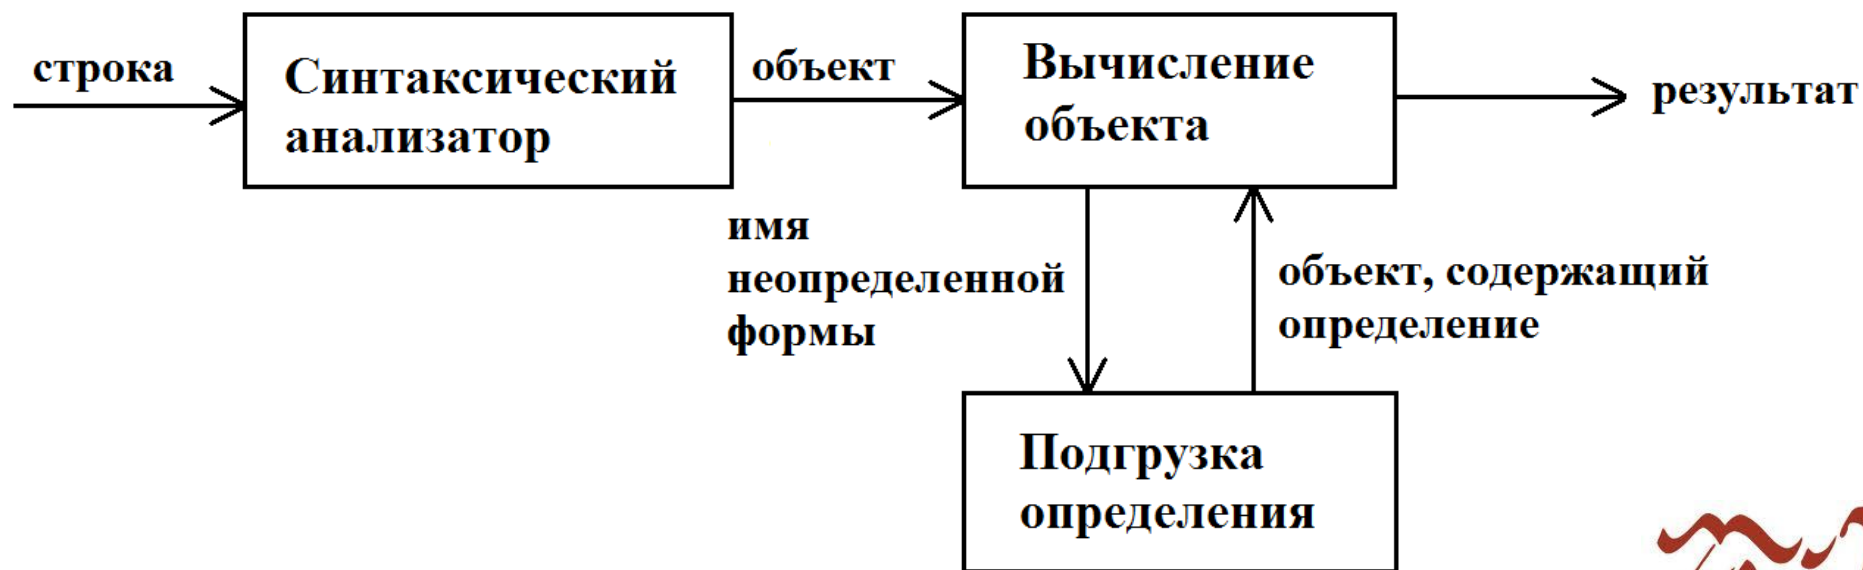 строка
Синтаксический
анализатор
объект
Вычисление
объекта
результат
имя
неопределенной
формы
объект, содержащий
определение
Подгрузка
определения